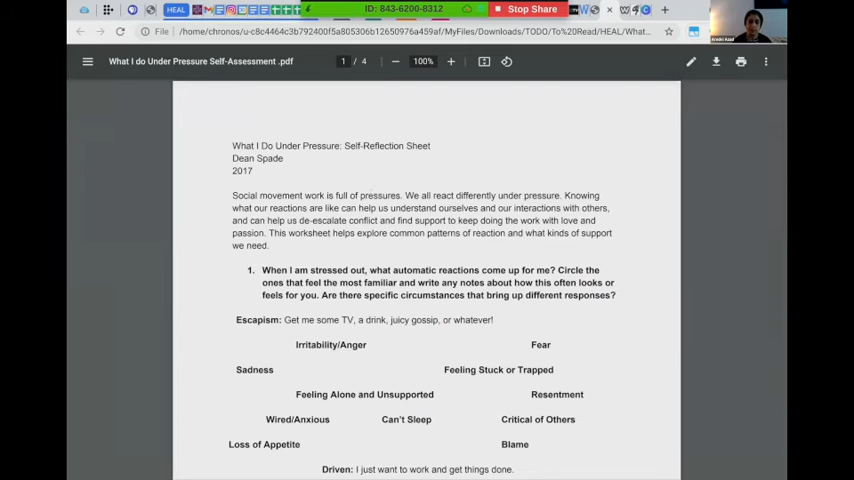 HEAL
ID: 843-6200-8312
Stop Share
File
/home/chronos/u-c8c4464c3b792400f5a805306b12650976a459af/MyFiles/Downloads/TODO/To%20Read/HEAL/What...
What I do Under Pressure Self-Assessment .pdf
1 / 4
100%
What I Do Under Pressure: Self-Reflection Sheet
Dean Spade
2017
Social movement work is full of pressures. We all react differently under pressure. Knowing
what our reactions are like can help us understand ourselves and our interactions with others,
and can help us de-escalate conflict and find support to keep doing the work with love and
passion. This worksheet helps explore common patterns of reaction and what kinds of support
we need.
1. When I am stressed out, what automatic reactions come up for me? Circle the
ones that feel the most familiar and write any notes about how this often looks or
feels for you. Are there specific circumstances that bring up different responses?
Escapism: Get me some TV, a drink, juicy gossip, or whatever!
Irritability/Anger Fear
Sadness Feeling Stuck or Trapped
Feeling Alone and Unsupported Resentment
Wired/Anxious Can't Sleep Critical of Others
Loss of Appetite Blame
Driven: I just want to work and get things done.